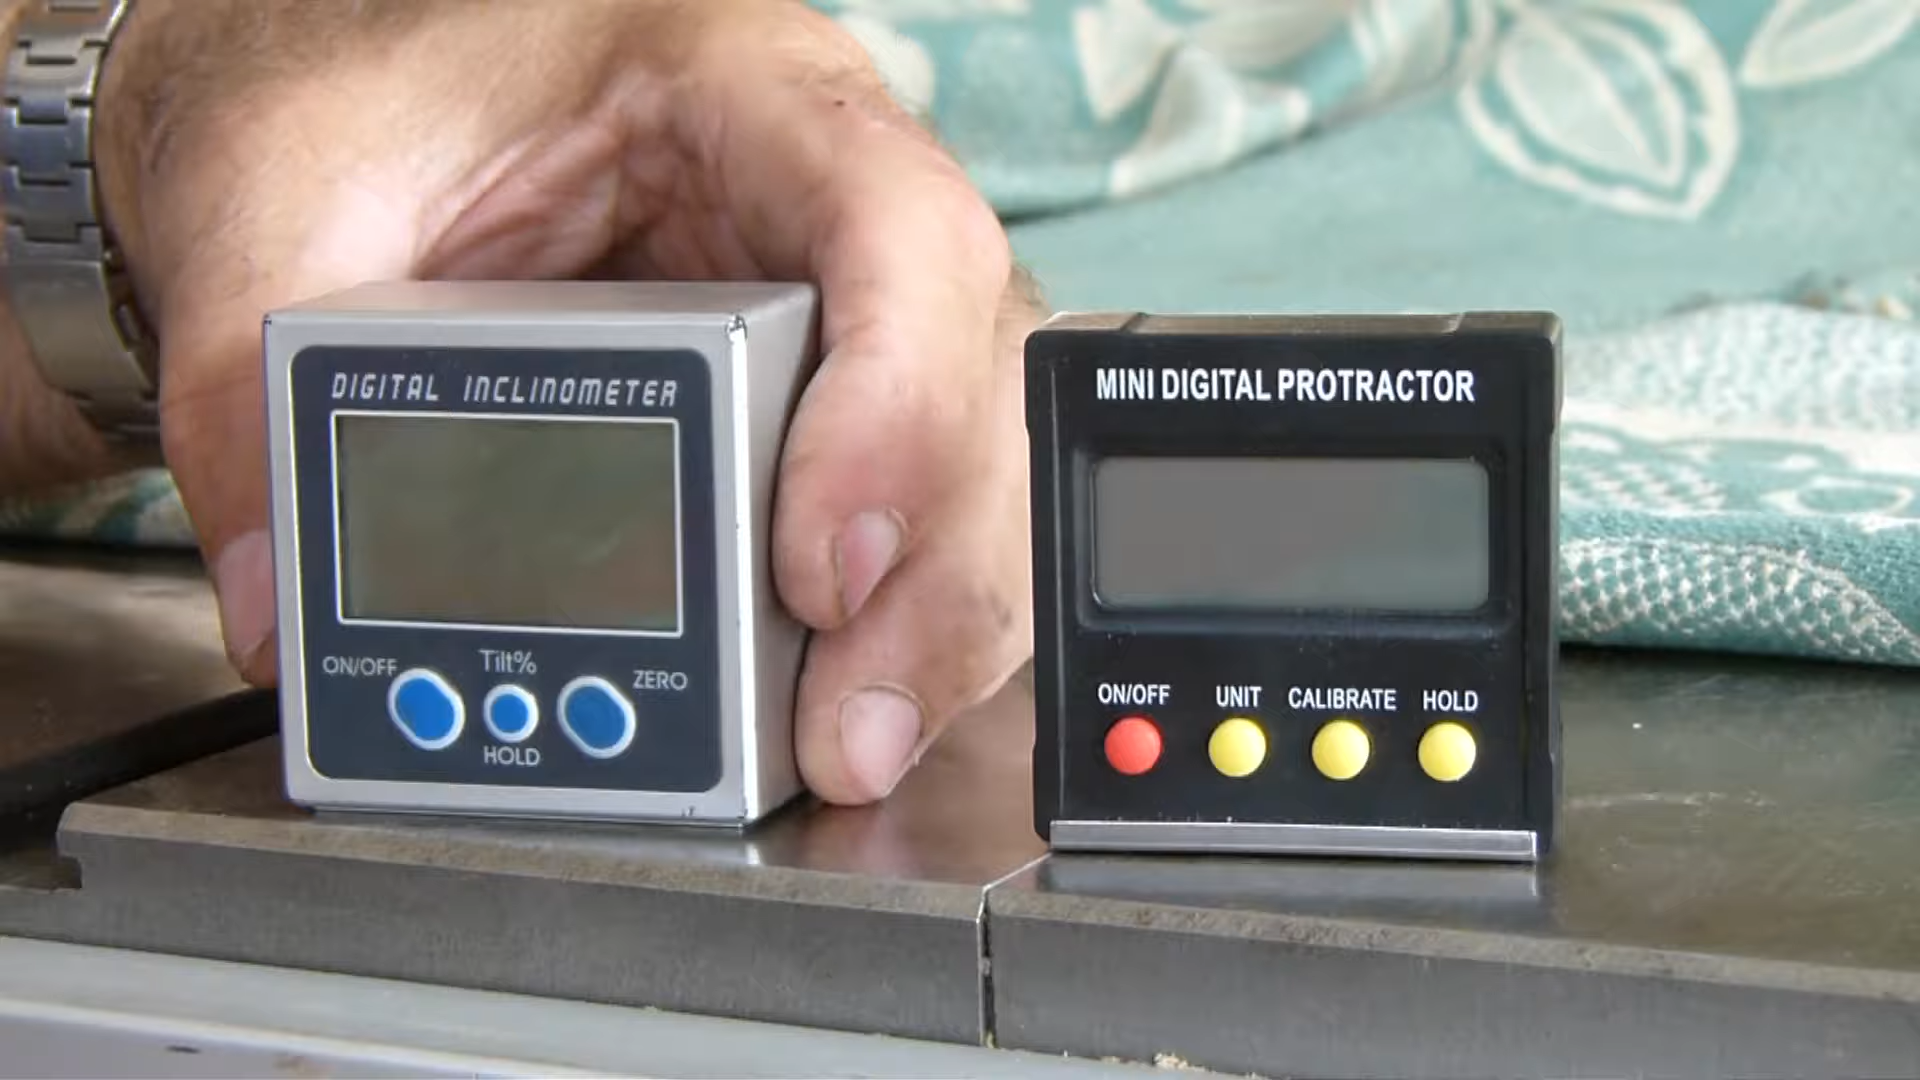 DIGITAL INCLINOMETER
ON/OFF
Tilt%
ZERO
HOLD
MINI DIGITAL PROTRACTOR
ON/OFF UNIT CALIBRATE HOLD